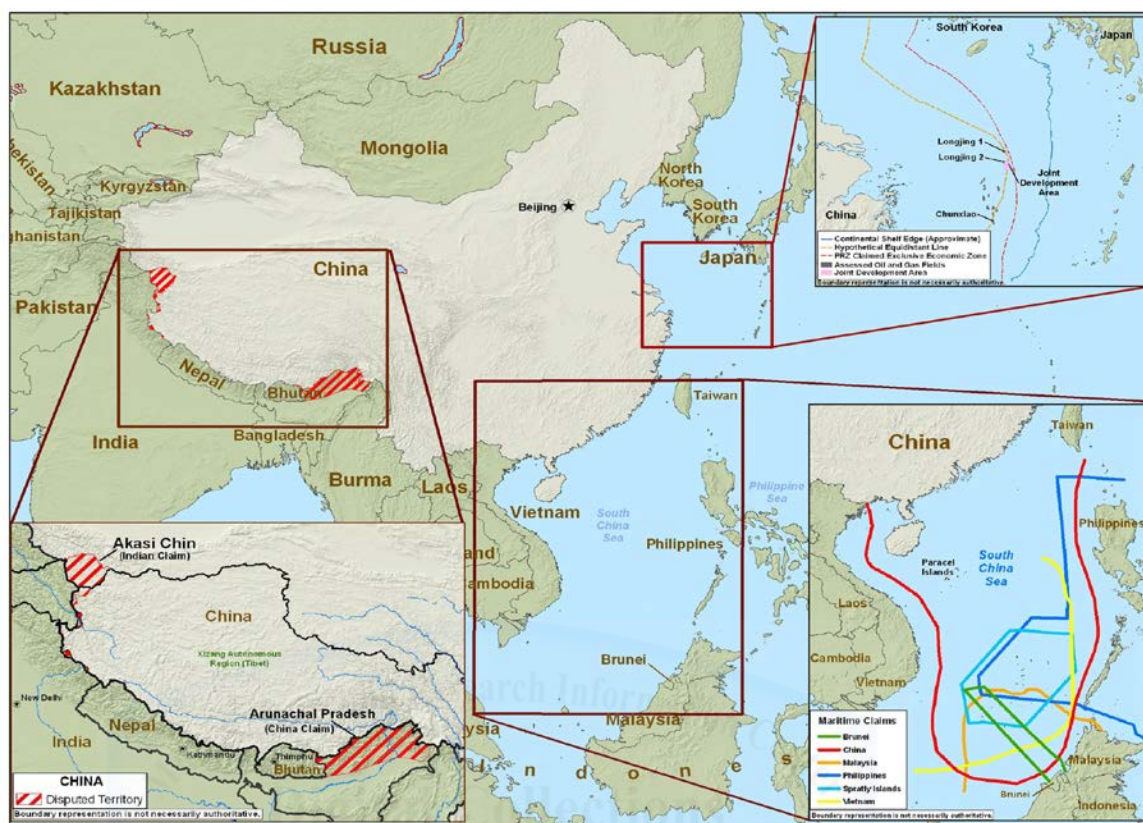 Russia
Kazakhstan
Mongolia
Kyrgyzstan
Tajikistan
ghanistan
Pakistan
China
Beijing
North
Korea
South
Korea
Japan
Nepal
Bhutan
India
Bangladesh
Burma
Laos
Vietnam
and
Cambodia
Taiwan
South
China
Sea
Philippine
Sea
Philippines
Brunei
Malaysia
ysia
Indones
South Korea
Japan
Longjing 1
Longjing 2
Joint
Development
Area
Chunxiao
China
Continental Shelf Edge (Approximate)
Hypothetical Equidistant Line
PRZ Claimed Exclusive Economic Zone
Assessed Oil and Gas Fields
Joint Development Area
Boundary representation is not necessarily authoritative.
Akasi Chin
(Indian Claim)
China
Xizang Autonomous
Region (Tibet)
New Delhi
Arunachal Pradesh
(China Claim)
Nepal
India
Kathmandu
Thimphu
Bhutan
CHINA
Disputed Territory
Boundary representation is not necessarily authoritative.
China
Taiwan
Paracel
Islands
South
China
Sea
Philippines
Laos
Cambodia
Vietnam
Maritime Claims
Brunei
China
Malaysia
Philippines
Spratly Islands
Vietnam
Malaysia
Brunei
Indonesia
Boundary representation is not necessarily authoritative.